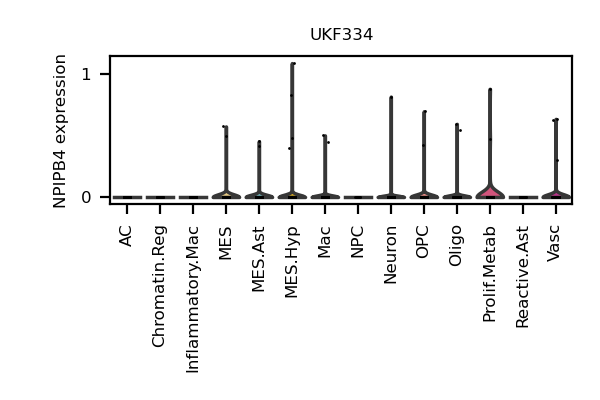 UKF334
NPIPB4 expression
1
0
AC
Chromatin.Reg
Inflammatory.Mac
MES
MES.Ast
MES.Hyp
Mac
NPC
Neuron
OPC
Oligo
Prolif.Metab
Reactive.Ast
Vasc